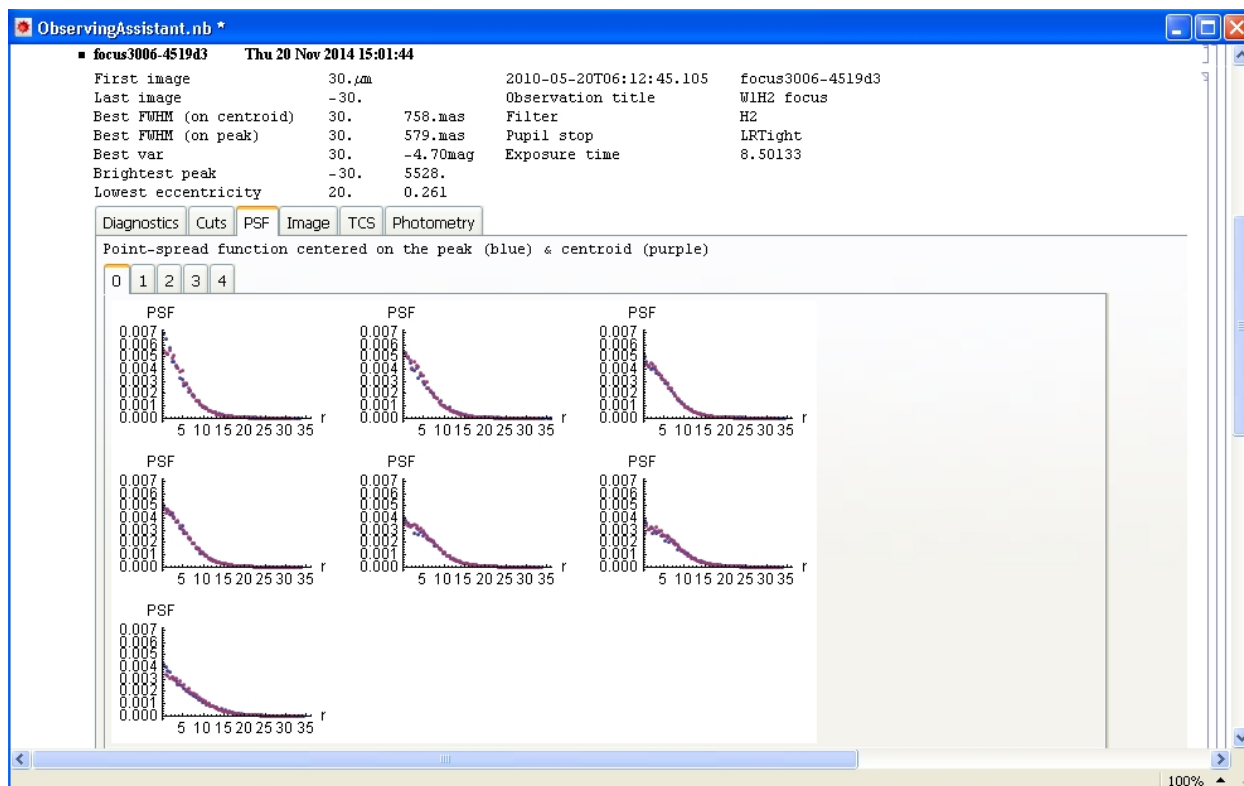 ObservingAssistant.nb *
focus3006-4519d3 Thu 20 Nov 2014 15:01:44
First image 30.μm 2010-05-20T06:12:45.105 focus3006-4519d3
Last image -30. Observation title W1H2 focus
Best FWHM (on centroid) 30. 758.mas Filter H2
Best FWHM (on peak) 30. 579.mas Pupil stop LRTight
Best var 30. -4.70mag Exposure time 8.50133
Brightest peak -30. 5528.
Lowest eccentricity 20. 0.261
Diagnostics Cuts PSF Image TCS Photometry
Point-spread function centered on the peak (blue) & centroid (purple)
0 1 2 3 4
PSF PSF PSF
0.007 0.007 0.007
0.006 0.006 0.006
0.005 0.005 0.005
0.004 0.004 0.004
0.003 0.003 0.003
0.002 0.002 0.002
0.001 0.001 0.001
0.000 r 0.000 r 0.000 r
5 10 15 20 25 30 35 5 10 15 20 25 30 35 5 10 15 20 25 30 35
PSF PSF PSF
0.007 0.007 0.007
0.006 0.006 0.006
0.005 0.005 0.005
0.004 0.004 0.004
0.003 0.003 0.003
0.002 0.002 0.002
0.001 0.001 0.001
0.000 r 0.000 r 0.000 r
5 10 15 20 25 30 35 5 10 15 20 25 30 35 5 10 15 20 25 30 35
PSF
0.007
0.006
0.005
0.004
0.003
0.002
0.001
0.000 r
5 10 15 20 25 30 35
100%